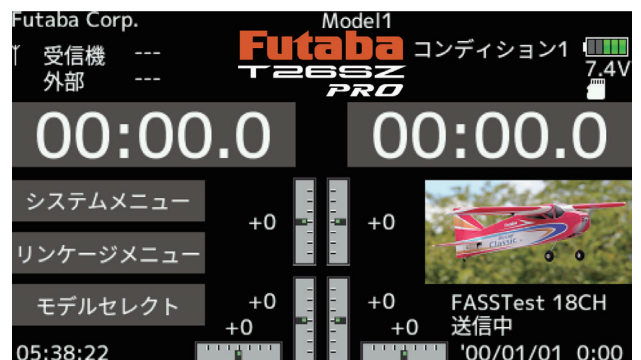 Futaba Corp.
Model1
受信機 ---
外部 ---
Futaba
T26SZ
PRO
コンディション1
7.4V
00:00.0
00:00.0
システムメニュー
+0
+0
リンケージメニュー
Classic
モデルセレクト
+0
+0
FASSTest 18CH
+0
+0
送信中
05:38:22
'00/01/01 0:00